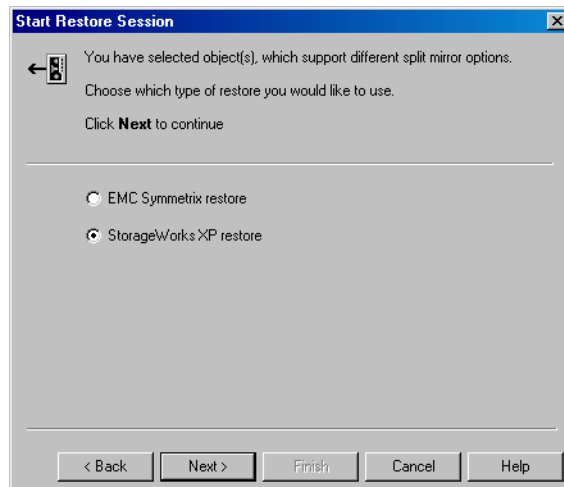 Start Restore Session
You have selected object(s), which support different split mirror options.
Choose which type of restore you would like to use.
Click Next to continue
EMC Symmetrix restore
StorageWorks XP restore
< Back Next > Finish Cancel Help